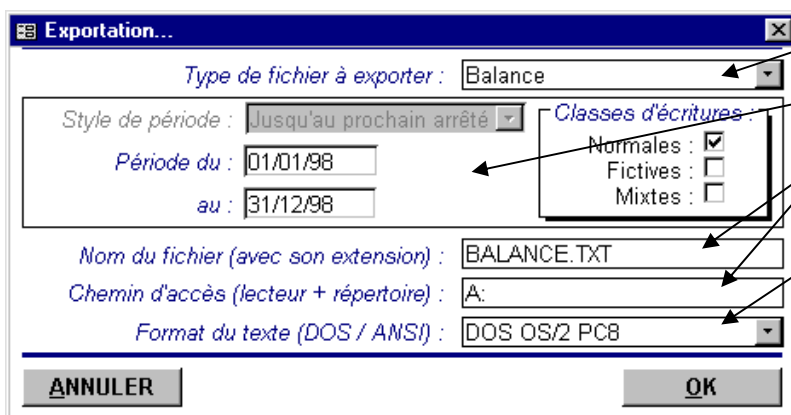 Exportation...
Type de fichier à exporter : Balance
Style de période : Jusqu'au prochain arrêté
Classes d'écritures :
Normales :
Période du : 01/01/98
Fictives :
Mixtes :
au : 31/12/98
Nom du fichier (avec son extension) : BALANCE.TXT
Chemin d'accès (lecteur + répertoire) : A:
Format du texte (DOS / ANSI) : DOS OS/2 PC8
ANNULER OK